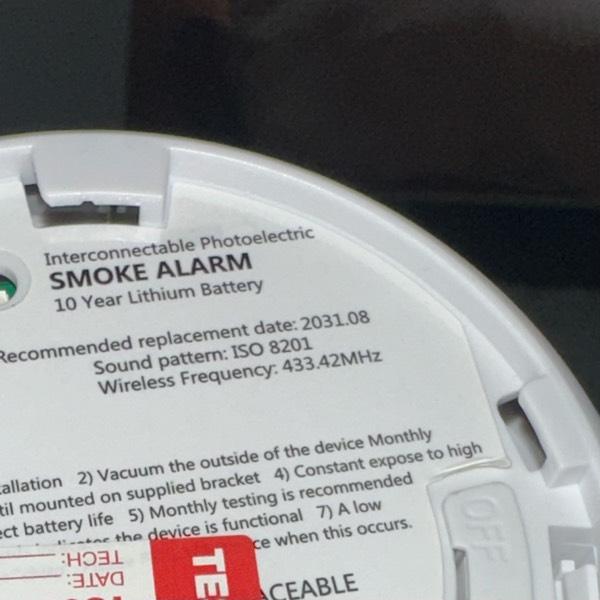 Interconnectable Photoelectric
SMOKE ALARM
10 Year Lithium Battery
Recommended replacement date: 2031.08
Sound pattern: ISO 8201
Wireless Frequency: 433.42MHz
allation 2) Vacuum the outside of the device Monthly
til mounted on supplied bracket 4) Constant expose to high
ect battery life 5) Monthly testing is recommended
the device is functional 7) A low
ce when this occurs.
CEABLE
TECH:
DATE:
TE
OFF